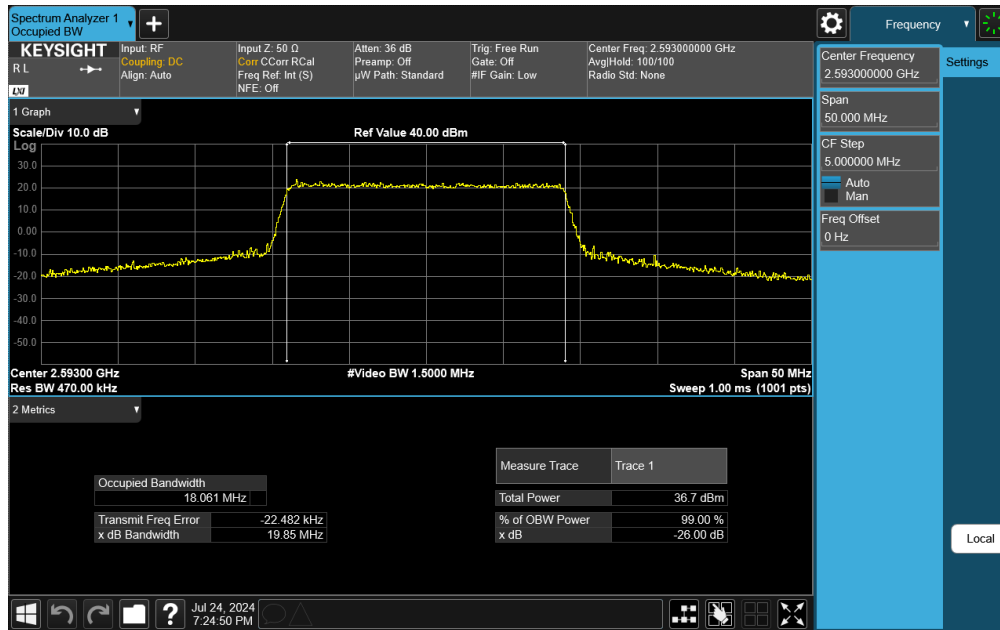 Spectrum Analyzer 1
Occupied BW
Frequency
KEYSIGHT
R L
LXI
Input: RF
Coupling: DC
Align: Auto
Input Z: 50 Ω
Corr CCorr RCal
Freq Ref: Int (S)
NFE: Off
Atten: 36 dB
Preamp: Off
µW Path: Standard
Trig: Free Run
Gate: Off
#IF Gain: Low
Center Freq: 2.593000000 GHz
Avg|Hold: 100/100
Radio Std: None
Center Frequency
2.593000000 GHz
Settings
Span
50.000 MHz
CF Step
5.000000 MHz
Auto
Man
Freq Offset
0 Hz
Local
1 Graph
Scale/Div 10.0 dB
Ref Value 40.00 dBm
Log
30.0
20.0
10.0
0.00
-10.0
-20.0
-30.0
-40.0
-50.0
Center 2.59300 GHz
#Video BW 1.5000 MHz
Span 50 MHz
Res BW 470.00 kHz
Sweep 1.00 ms (1001 pts)
2 Metrics
Occupied Bandwidth
18.061 MHz
Transmit Freq Error -22.482 kHz
x dB Bandwidth 19.85 MHz
Measure Trace Trace 1
Total Power 36.7 dBm
% of OBW Power 99.00 %
x dB -26.00 dB
?
Jul 24, 2024
7:24:50 PM